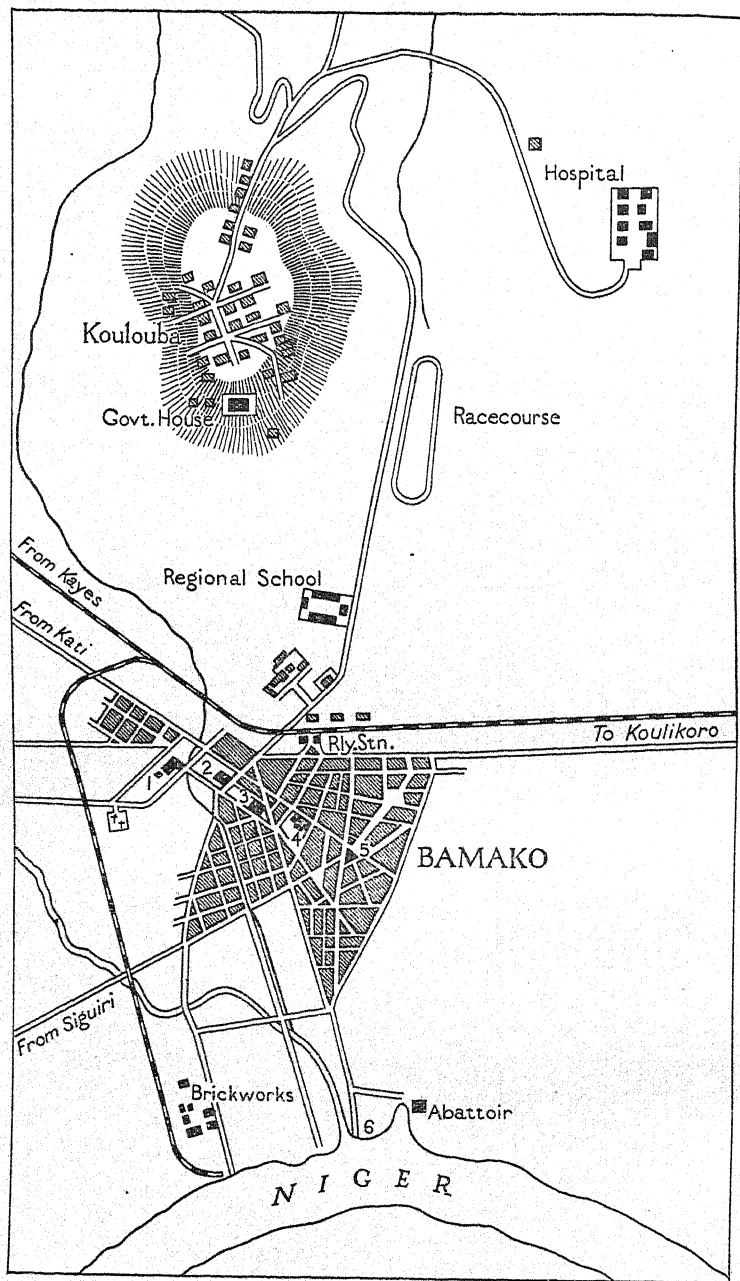 Hospital
Koulouba
Govt. House
Racecourse
From Kayes
Regional School
From Kati
Rly. Stn.
To Koulikoro
1
2
3
4
5
BAMAKO
From Siguiri
Brickworks
Abattoir
6
NIGER